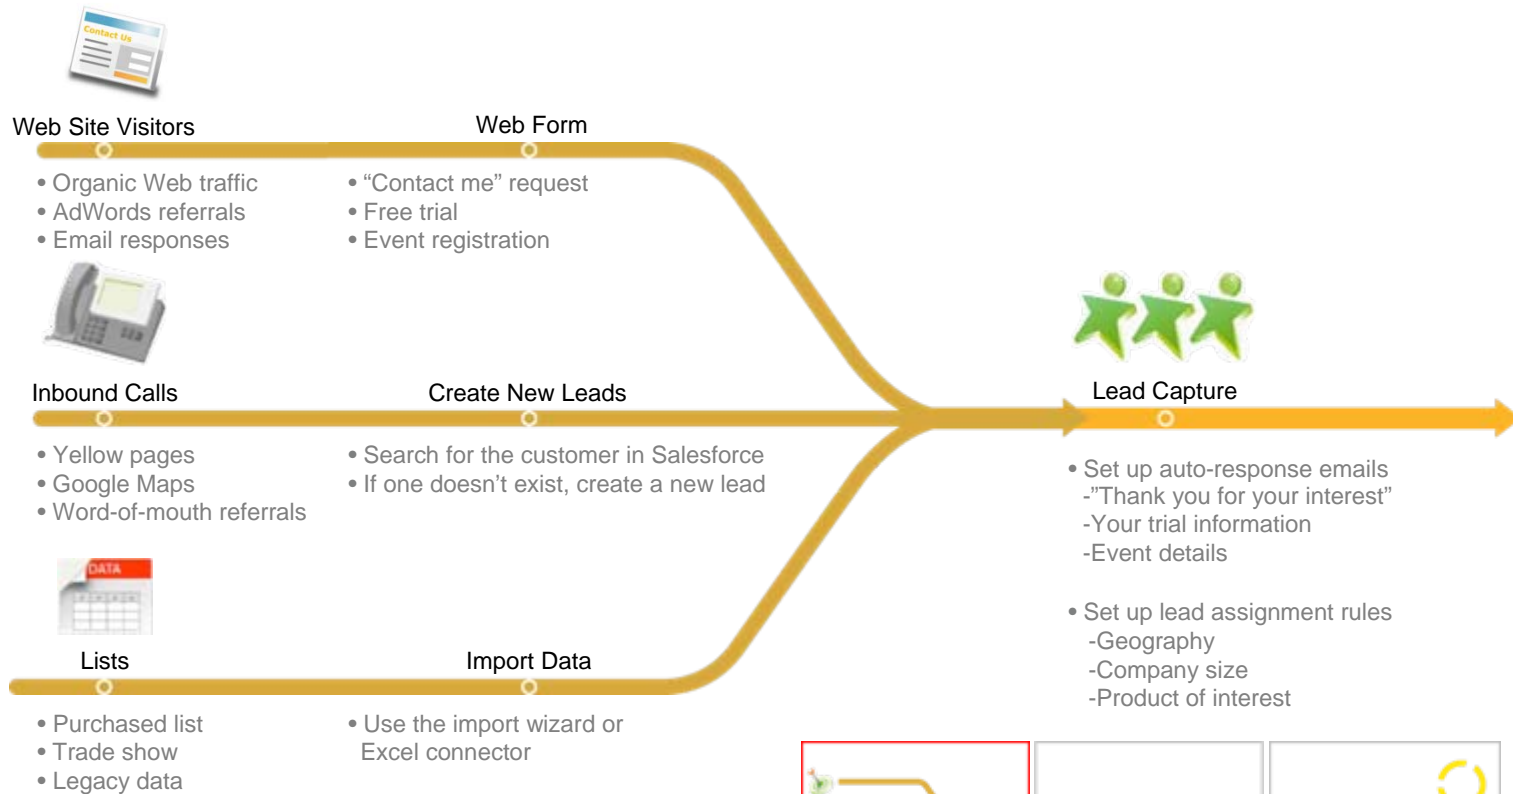 Contact Us
Web Site Visitors
Web Form
• Organic Web traffic
• AdWords referrals
• Email responses
• “Contact me” request
• Free trial
• Event registration
Inbound Calls
Create New Leads
Lead Capture
• Yellow pages
• Google Maps
• Word-of-mouth referrals
• Search for the customer in Salesforce
• If one doesn't exist, create a new lead
• Set up auto-response emails
-”Thank you for your interest”
-Your trial information
-Event details
• Set up lead assignment rules
-Geography
-Company size
-Product of interest
DATA
Lists
Import Data
• Purchased list
• Trade show
• Legacy data
• Use the import wizard or
Excel connector